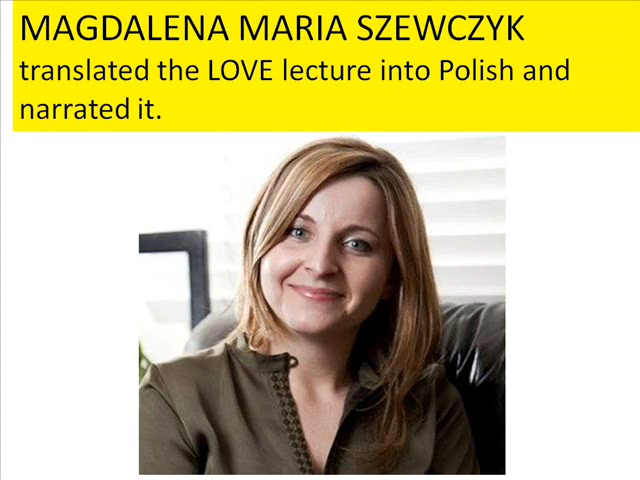 MAGDALENA MARIA SZEWCZYK
translated the LOVE lecture into Polish and
narrated it.